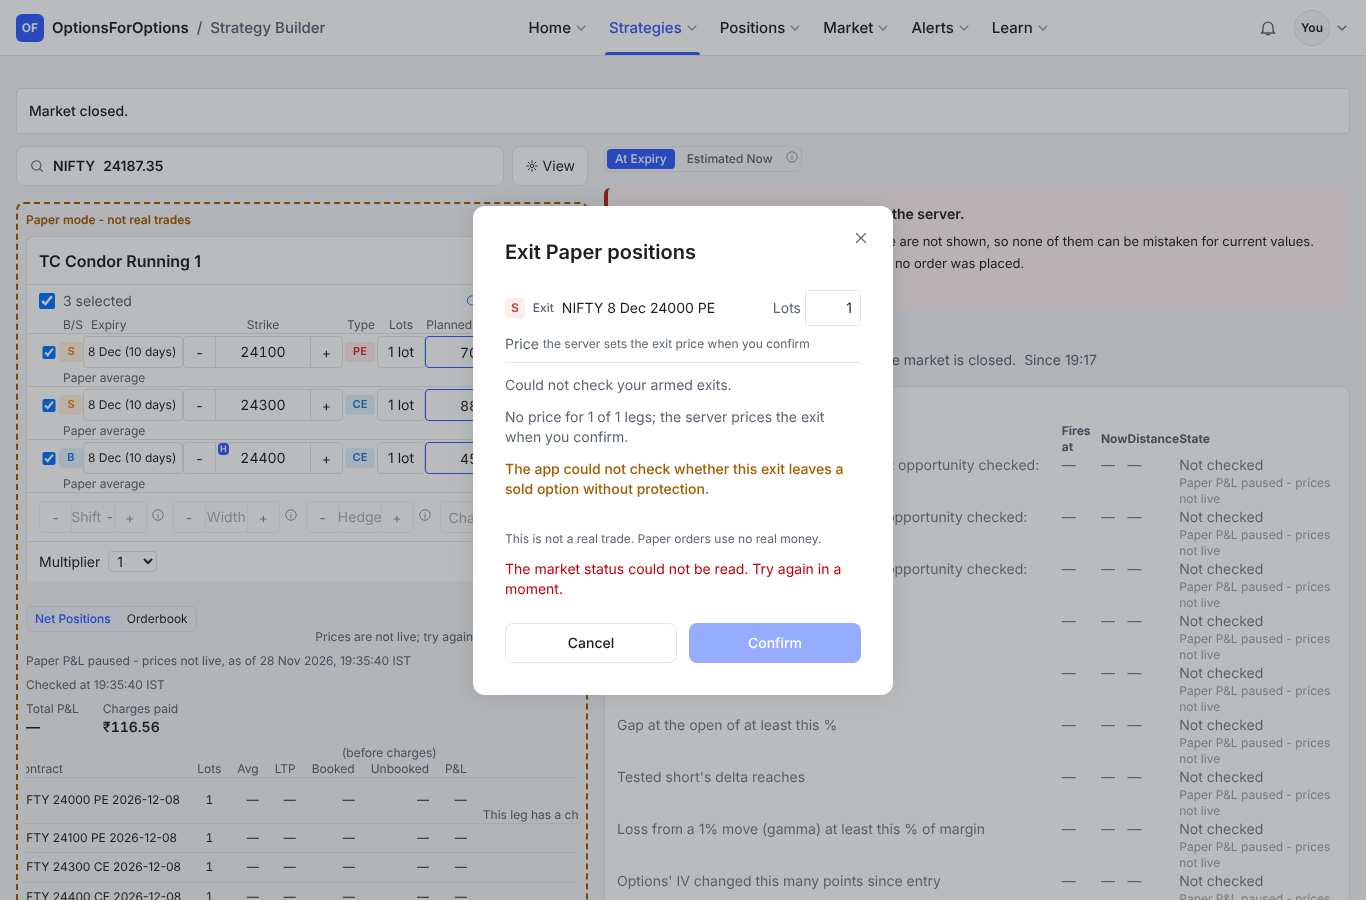 OF OptionsForOptions / Strategy Builder
Home Strategies Positions Market Alerts Learn
You
Market closed.
NIFTY 24187.35
View
At Expiry Estimated Now
Paper mode - not real trades
the server.
are not shown, so none of them can be mistaken for current values.
no order was placed.
TC Condor Running 1
3 selected
B/S Expiry Strike Type Lots Planned
S 8 Dec (10 days) - 24100 + PE 1 lot
Paper average
S 8 Dec (10 days) - 24300 + CE 1 lot
Paper average
B 8 Dec (10 days) - H 24400 + CE 1 lot
Paper average
- Shift - + - Width + - Hedge +
Multiplier 1
Net Positions Orderbook
Prices are not live; try again
Paper P&L paused - prices not live, as of 28 Nov 2026, 19:35:40 IST
Checked at 19:35:40 IST
Total P&L Charges paid
— ₹116.56
(before charges)
Lots Avg LTP Booked Unbooked P&L
24000 PE 2026-12-08 1 — — — — —
This leg has a
24100 PE 2026-12-08 1 — — — — —
24300 CE 2026-12-08 1 — — — — —
24400 CE 2026-12-08 1 — — — — —
Exit Paper positions
S Exit NIFTY 8 Dec 24000 PE Lots 1
Price the server sets the exit price when you confirm
Could not check your armed exits.
No price for 1 of 1 legs; the server prices the exit
when you confirm.
The app could not check whether this exit leaves a
sold option without protection.
This is not a real trade. Paper orders use no real money.
The market status could not be read. Try again in a
moment.
Cancel Confirm
market is closed. Since 19:17
Fires
at
Now Distance State
opportunity checked: — — — Not checked
Paper P&L paused - prices
not live
opportunity checked: — — — Not checked
Paper P&L paused - prices
not live
opportunity checked: — — — Not checked
Paper P&L paused - prices
not live
— — — Not checked
Paper P&L paused - prices
not live
— — — Not checked
Paper P&L paused - prices
not live
Gap at the open of at least this % — — — Not checked
Paper P&L paused - prices
not live
Tested short's delta reaches — — — Not checked
Paper P&L paused - prices
not live
Loss from a 1% move (gamma) at least this % of margin — — — Not checked
Paper P&L paused - prices
not live
Options' IV changed this many points since entry — — — Not checked